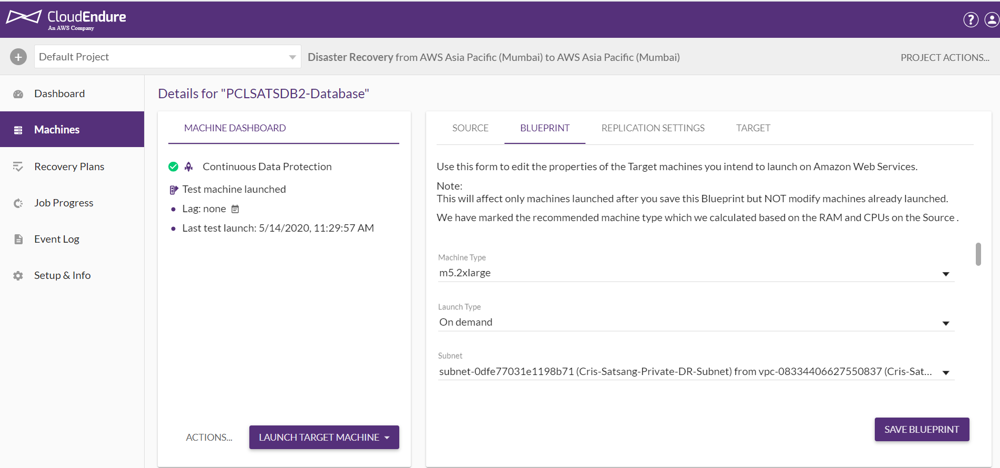 CloudEndure
An AWS Company
?
+
Default Project
Disaster Recovery from AWS Asia Pacific (Mumbai) to AWS Asia Pacific (Mumbai)
PROJECT ACTIONS...
Dashboard
Machines
Recovery Plans
Job Progress
Event Log
Setup & Info
Details for "PCLSATSDB2-Database"
MACHINE DASHBOARD
Continuous Data Protection
Test machine launched
Lag: none
Last test launch: 5/14/2020, 11:29:57 AM
ACTIONS...
LAUNCH TARGET MACHINE
SOURCE
BLUEPRINT
REPLICATION SETTINGS
TARGET
Use this form to edit the properties of the Target machines you intend to launch on Amazon Web Services.
Note:
This will affect only machines launched after you save this Blueprint but NOT modify machines already launched.
We have marked the recommended machine type which we calculated based on the RAM and CPUs on the Source .
Machine Type
m5.2xlarge
Launch Type
On demand
Subnet
subnet-0dfe77031e1198b71 (Cris-Satsang-Private-DR-Subnet) from vpc-08334406627550837 (Cris-Sat...
SAVE BLUEPRINT